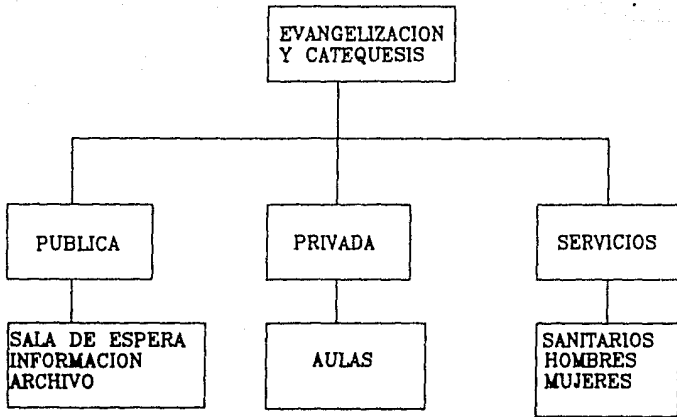 EVANGELIZACION
Y CATEQUESIS
PUBLICA
PRIVADA
SERVICIOS
SALA DE ESPERA
INFORMACION
ARCHIVO
AULAS
SANITARIOS
HOMBRES
MUJERES